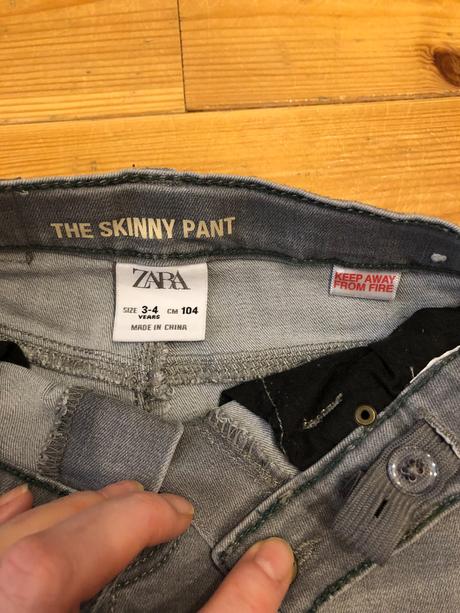 THE SKINNY PANT
ZARA
SIZE 3-4 YEARS CM 104
MADE IN CHINA
KEEP AWAY
FROM FIRE